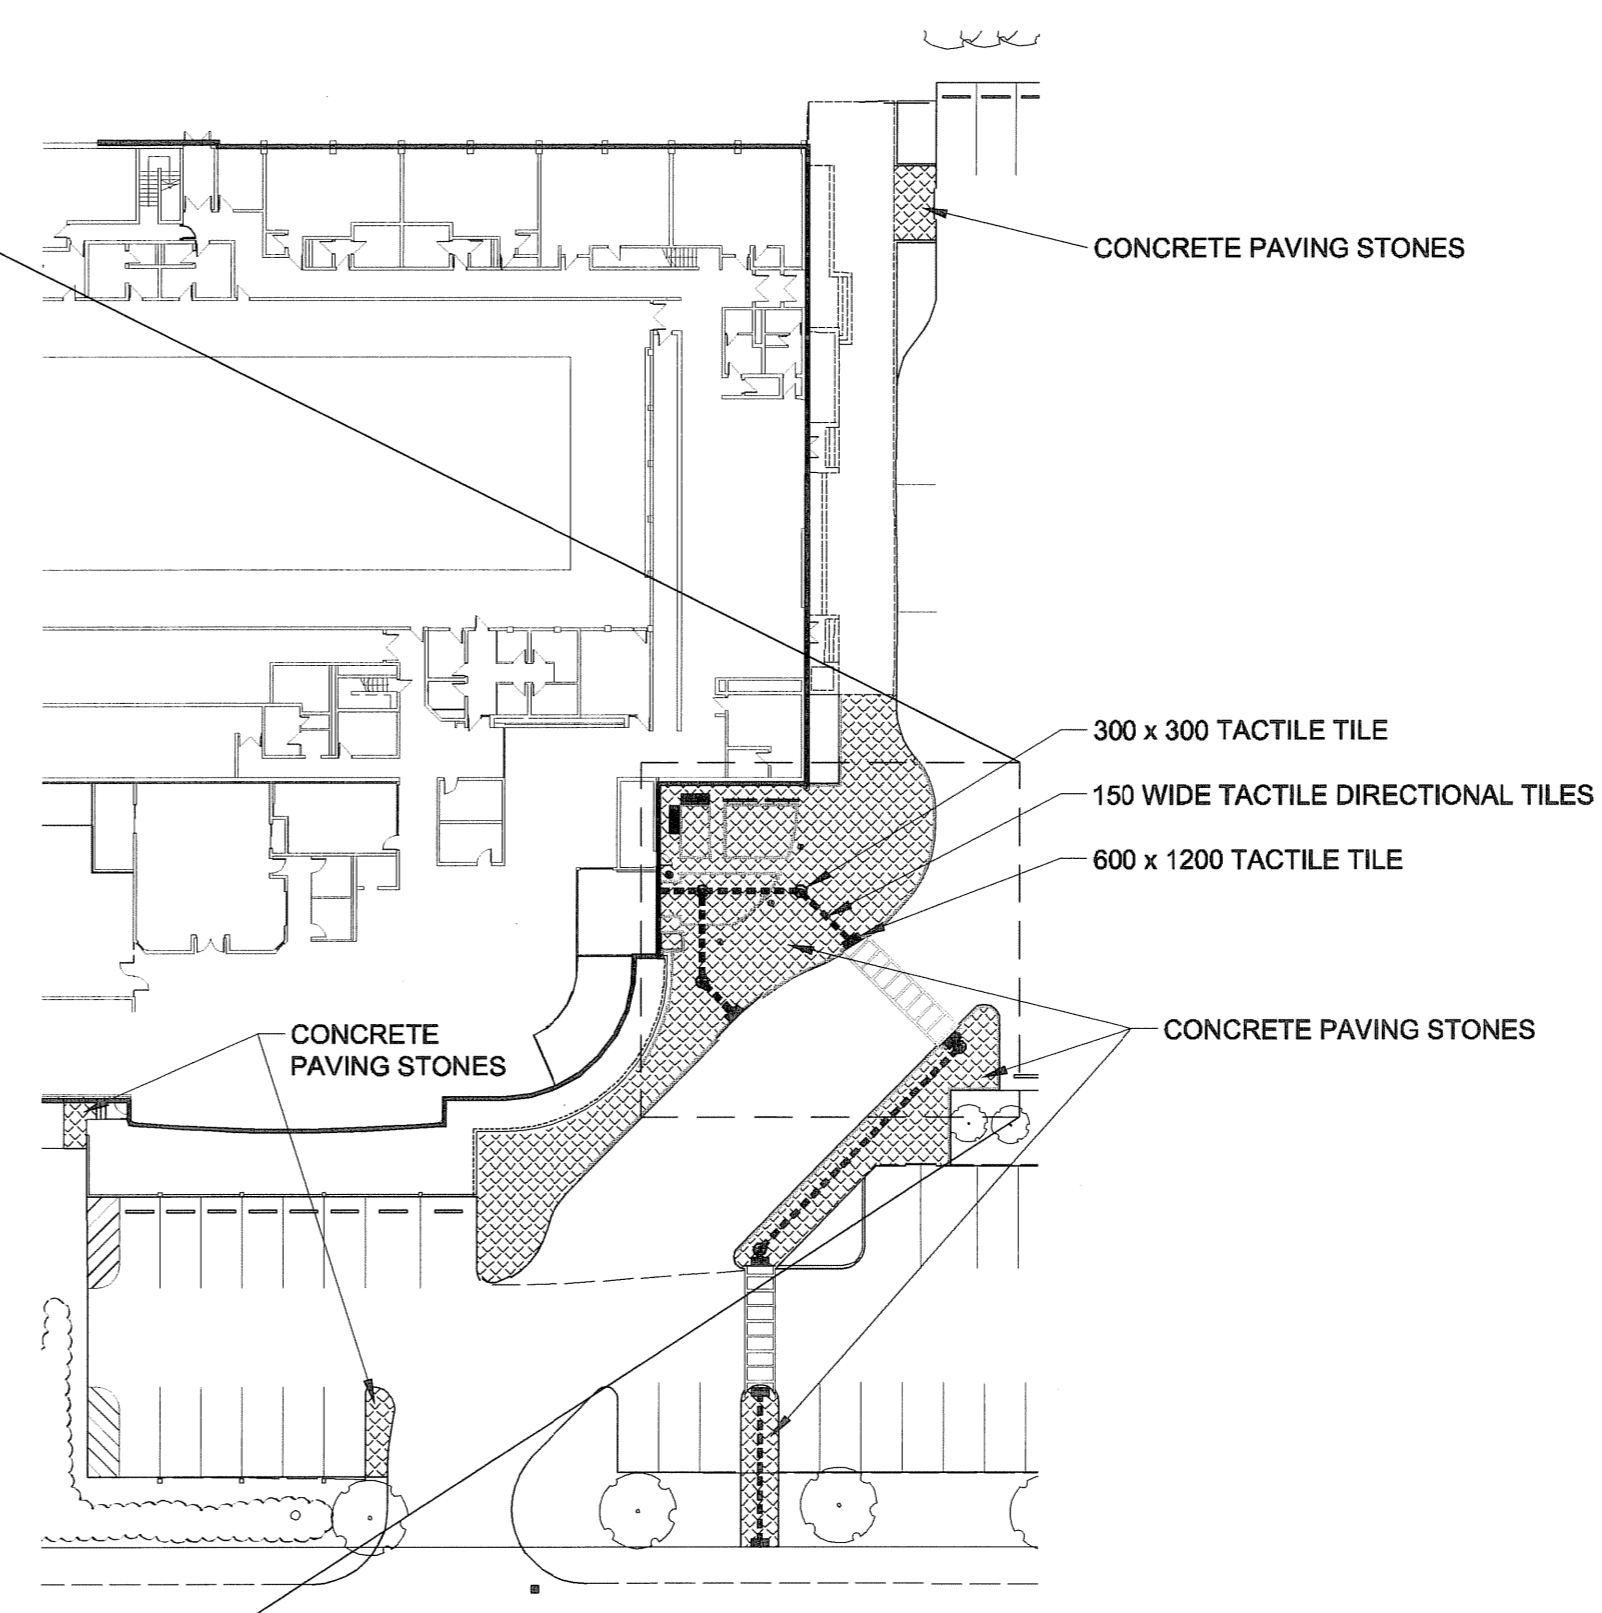 CONCRETE PAVING STONES
300 x 300 TACTILE TILE
150 WIDE TACTILE DIRECTIONAL TILES
600 x 1200 TACTILE TILE
CONCRETE PAVING STONES
CONCRETE
PAVING STONES